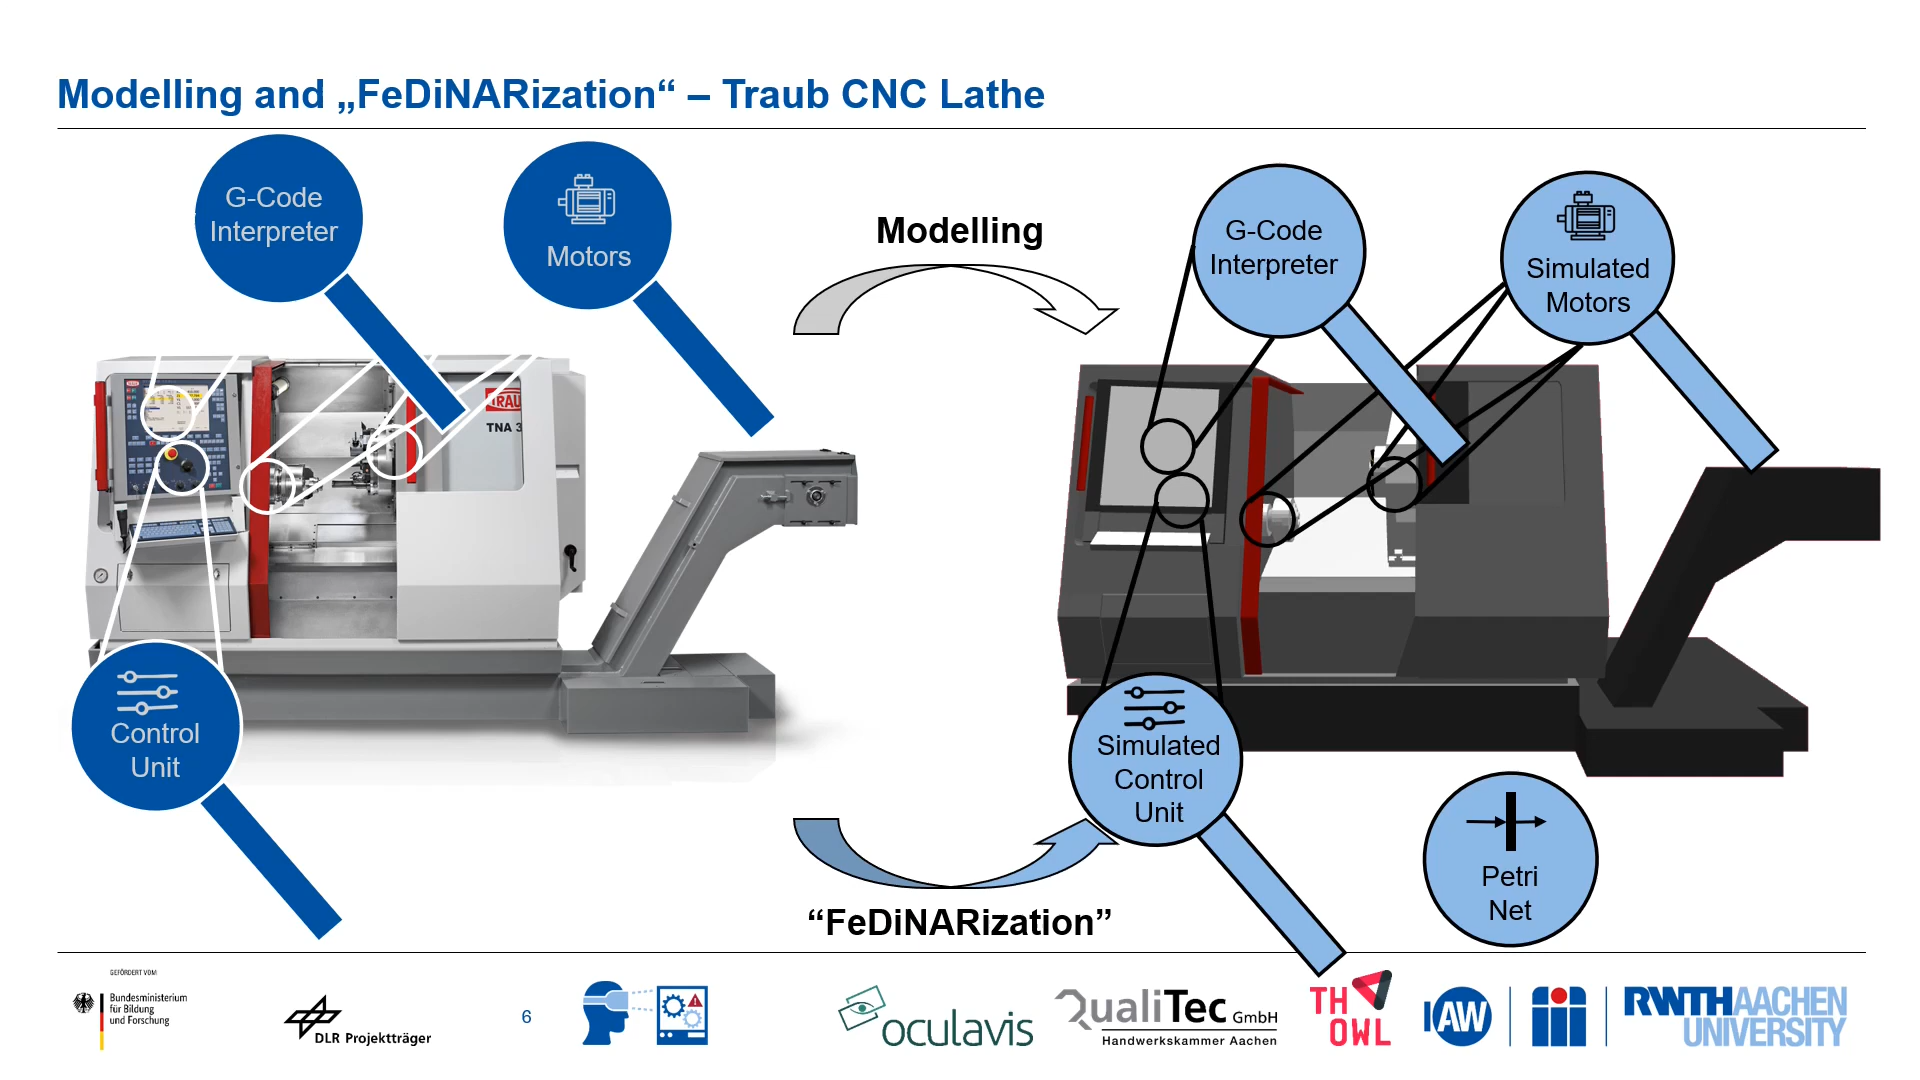 Modelling and „FeDiNARization“ – Traub CNC Lathe
G-Code
Interpreter
Motors
Modelling
G-Code
Interpreter
Simulated
Motors
TRAU
TNA 3
Control
Unit
Simulated
Control
Unit
Petri
Net
“FeDiNARization”
GEFÖRDERT VOM
Bundesministerium
für Bildung
und Forschung
DLR Projektträger
6
oculavis
QualiTec GmbH
Handwerkskammer Aachen
TH
OWL
IAW
RWTHAACHEN
UNIVERSITY